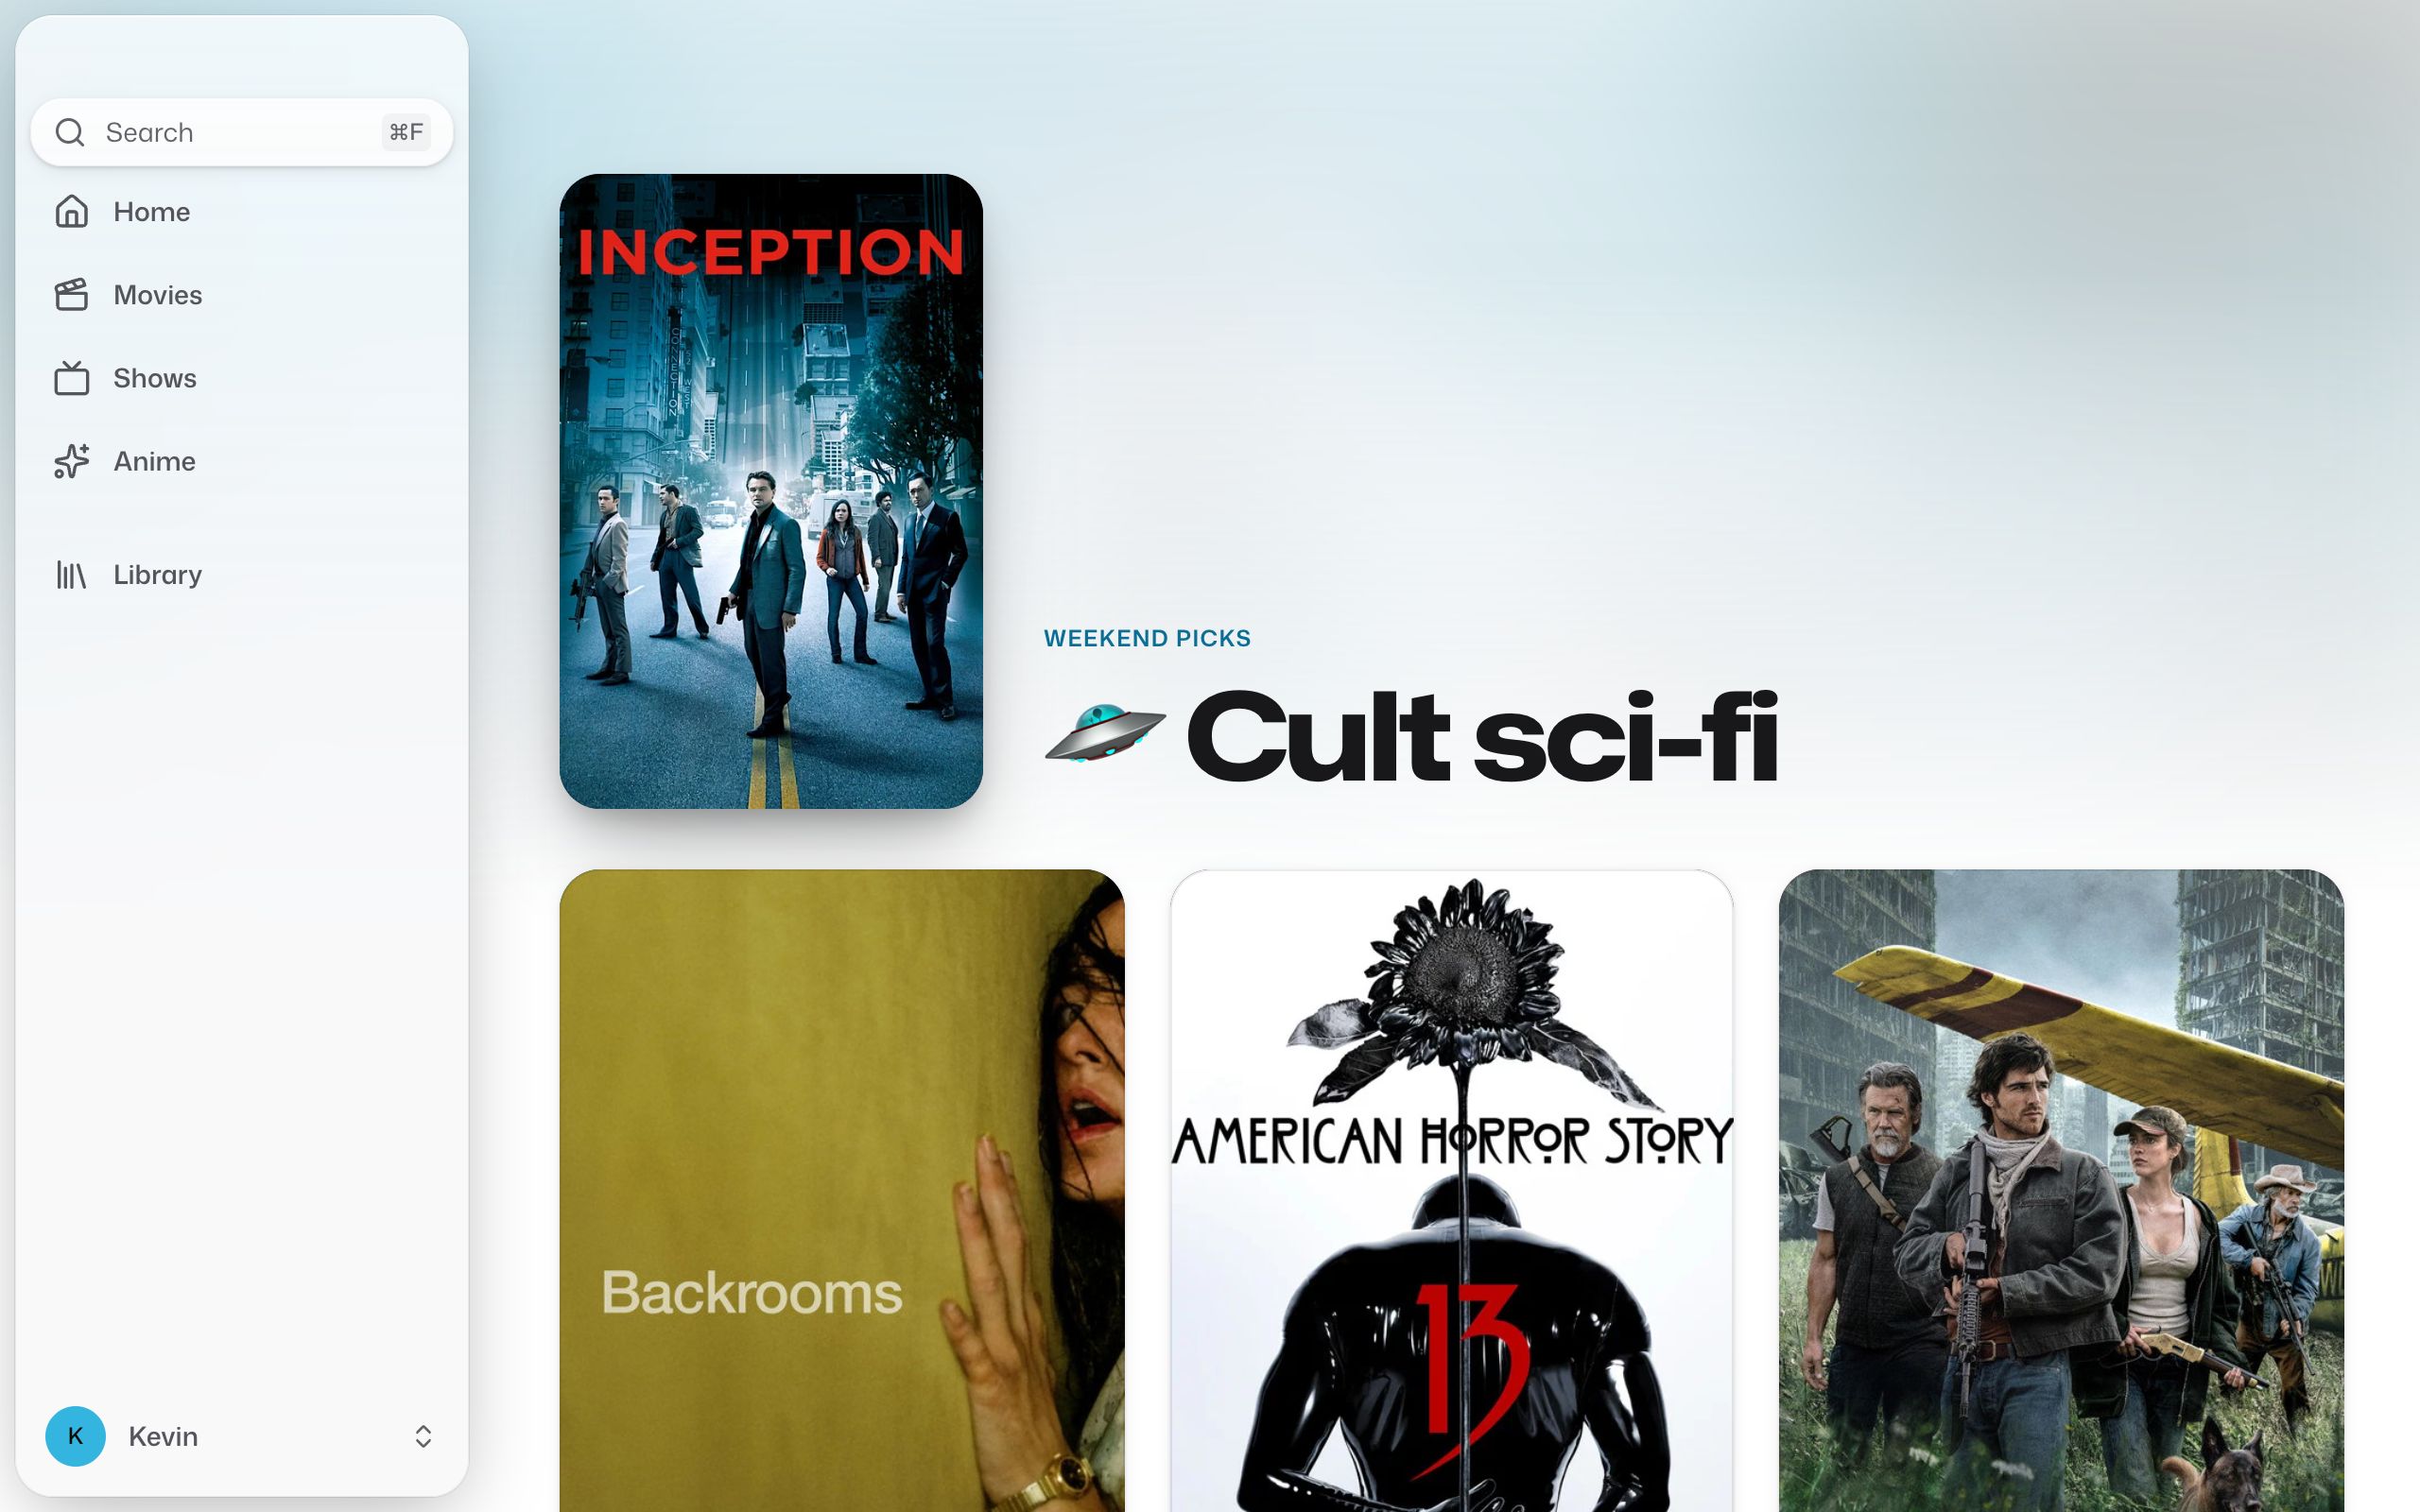 Search
⌘F
Home
Movies
Shows
Anime
Library
INCEPTION
WEEKEND PICKS
🛸 Cult sci-fi
Backrooms
AMERICAN HORROR STORY
13
K
Kevin